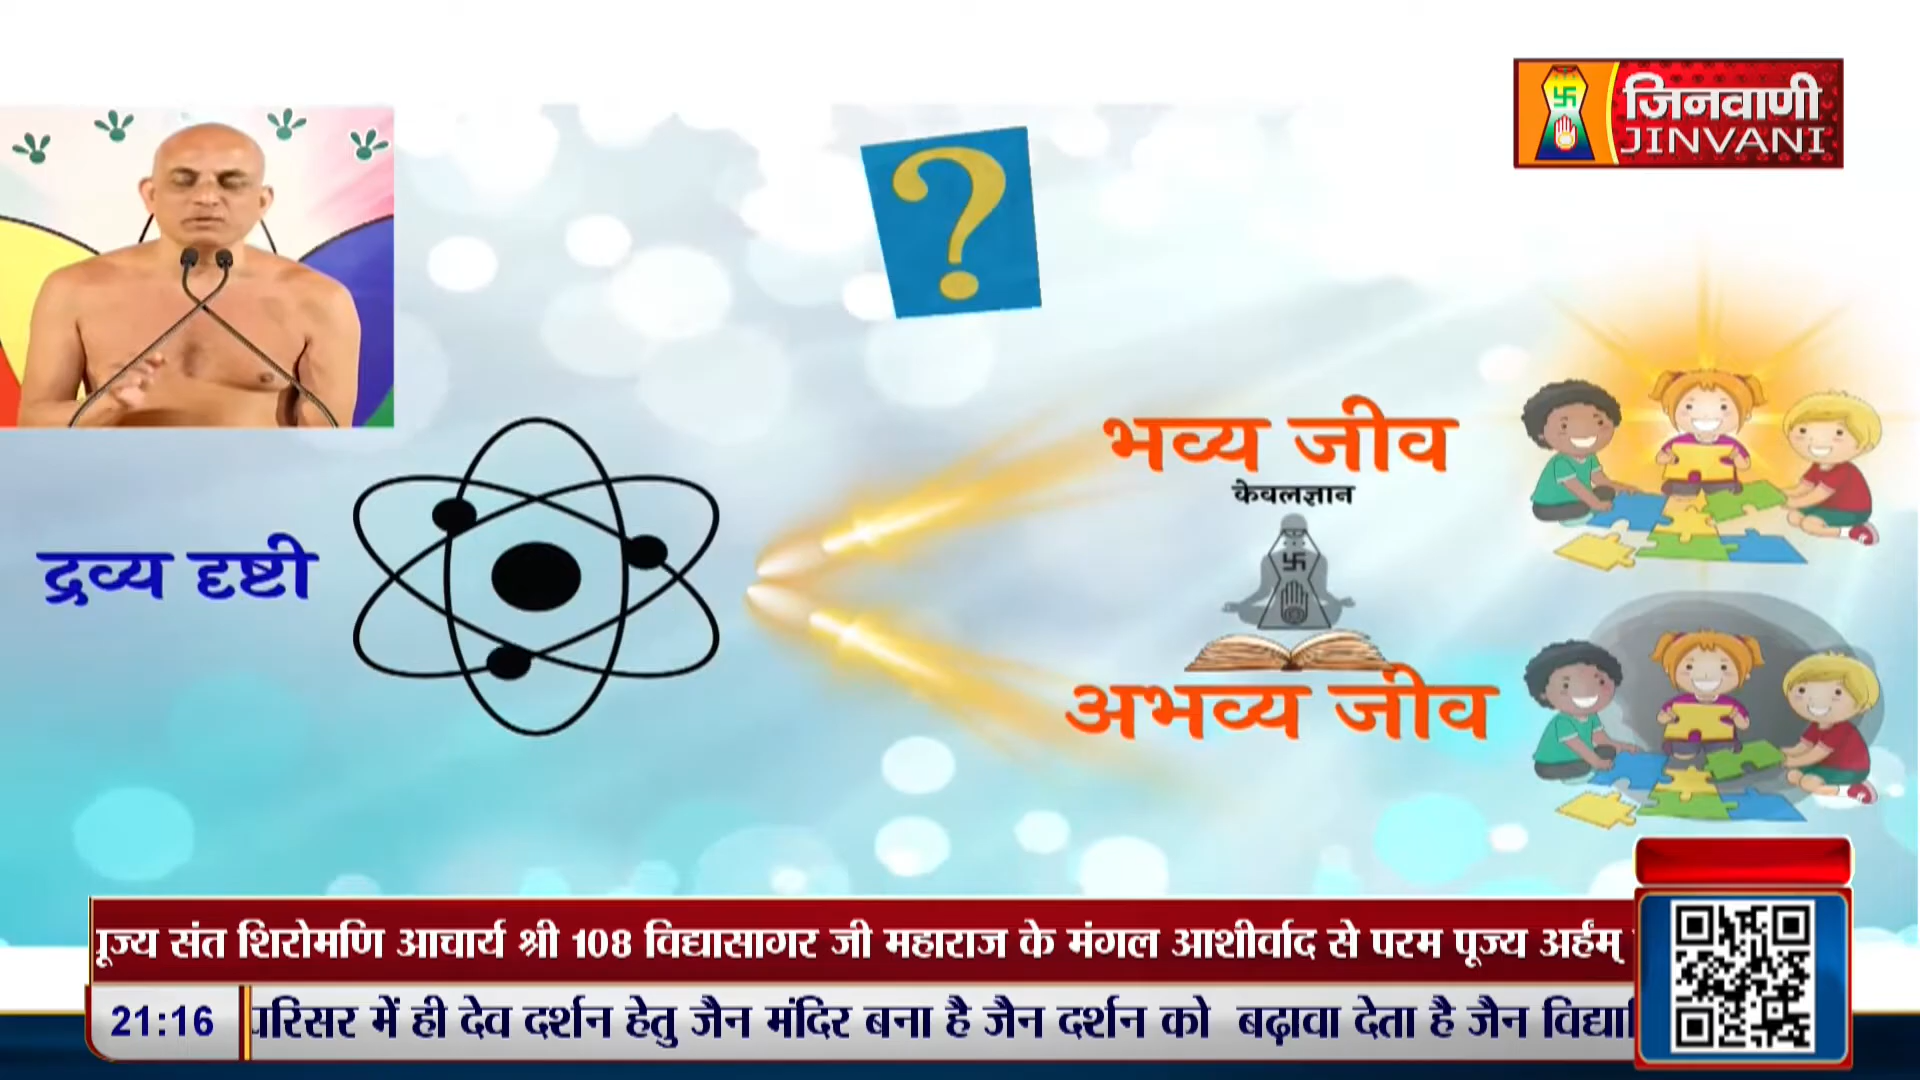 जिनवाणी
JINVANI
?
भव्य जीव
केवलज्ञान
द्रव्य दृष्टी
अभव्य जीव
पूज्य संत शिरोमणि आचार्य श्री 108 विद्यासागर जी महाराज के मंगल आशीर्वाद से परम पूज्य अर्हम्
21:16
परिसर में ही देव दर्शन हेतु जैन मंदिर बना है जैन दर्शन को बढ़ावा देता है जैन